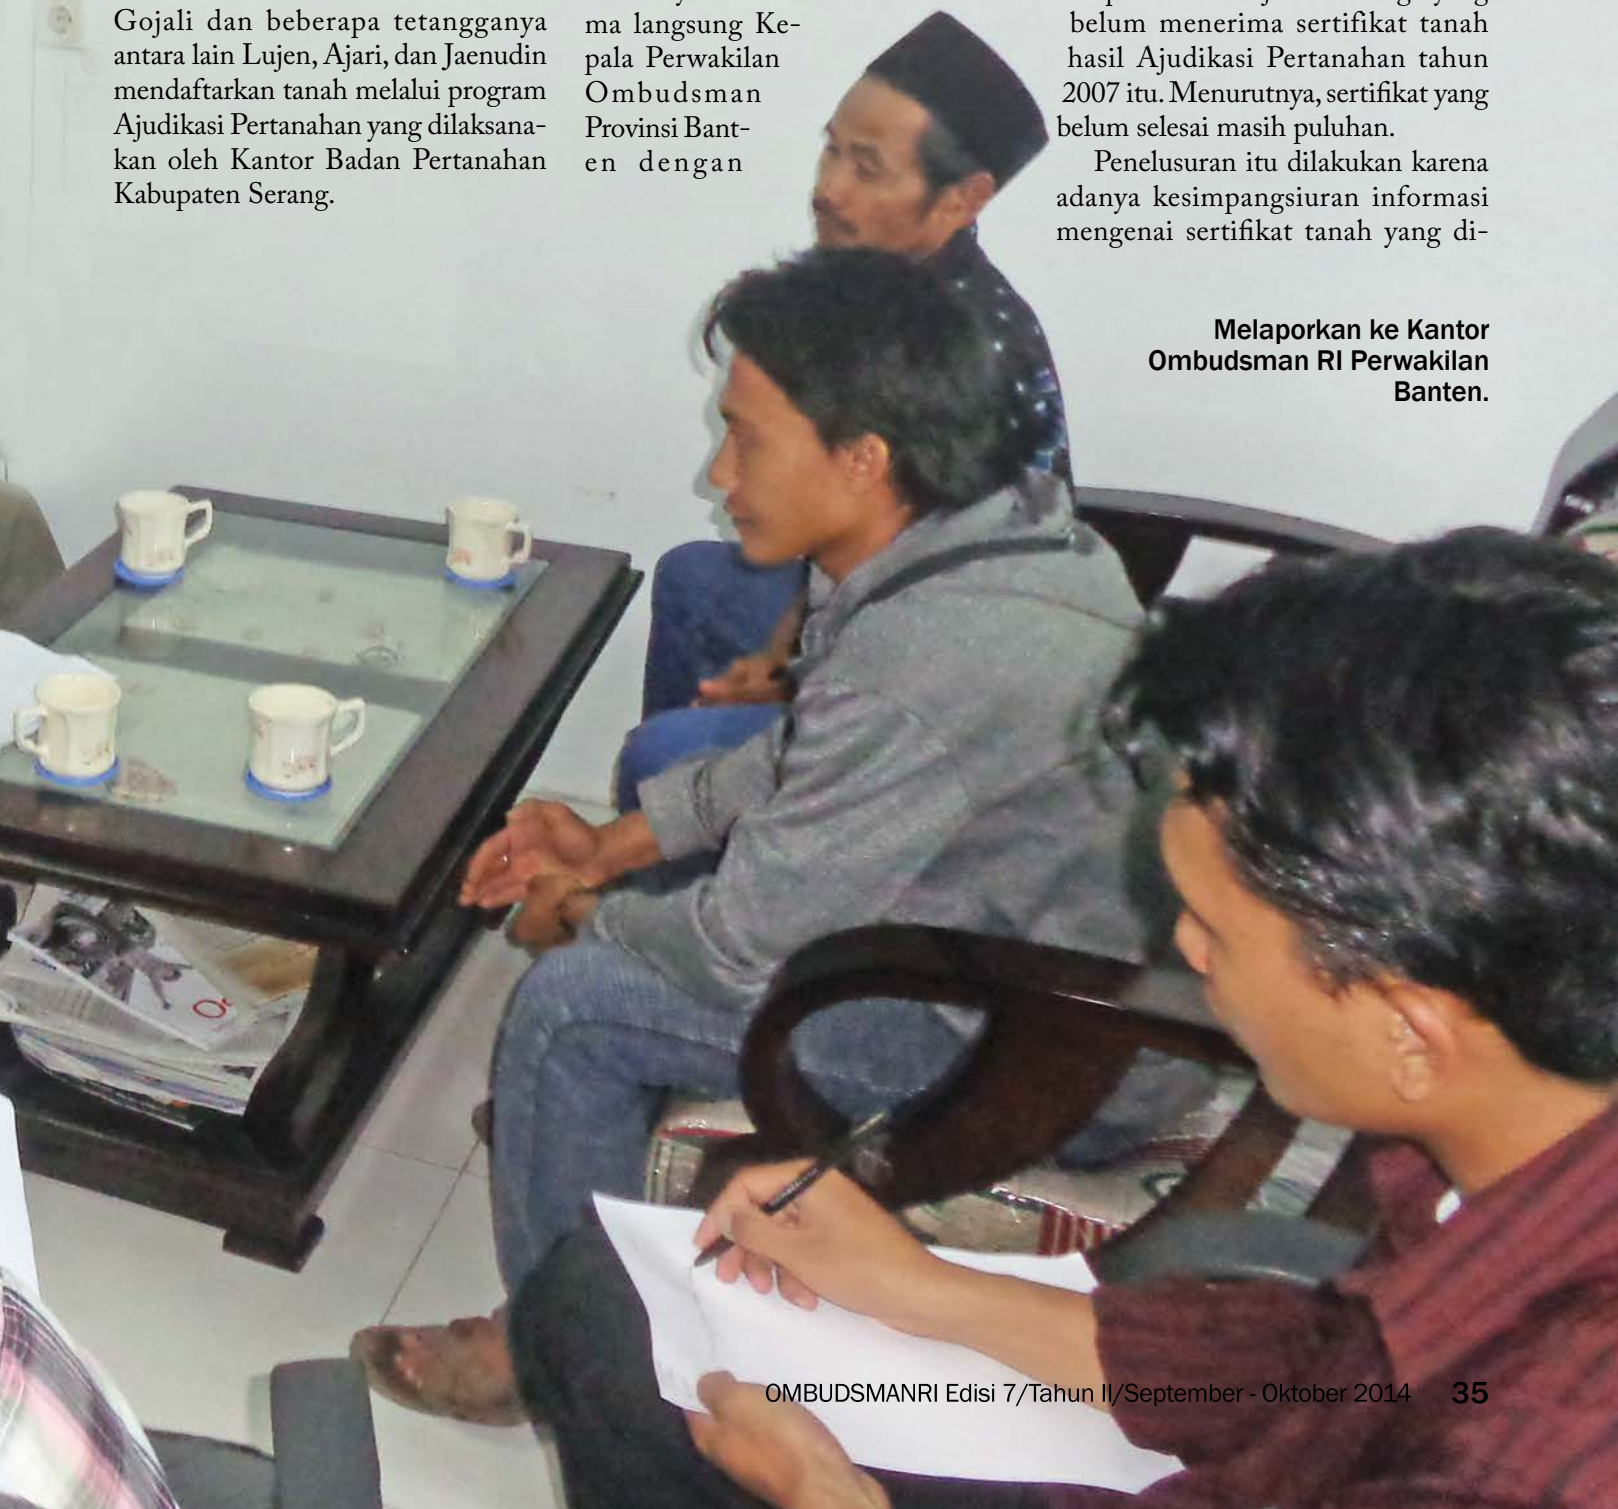 Gojali dan beberapa tetangganya
antara lain Lujen, Ajari, dan Jaenudin
mendaftarkan tanah melalui program
Ajudikasi Pertanahan yang dilaksana-
kan oleh Kantor Badan Pertanahan
Kabupaten Serang.
ma langsung Ke-
pala Perwakilan
Ombudsman
Provinsi Bant-
en dengan
belum menerima sertifikat tanah
hasil Ajudikasi Pertanahan tahun
2007 itu. Menurutnya, sertifikat yang
belum selesai masih puluhan.
Penelusuran itu dilakukan karena
adanya kesimpangsiuran informasi
mengenai sertifikat tanah yang di-
Melaporkan ke Kantor
Ombudsman RI Perwakilan
Banten.
OMBUDSMANRI Edisi 7/Tahun II/September - Oktober 2014 35